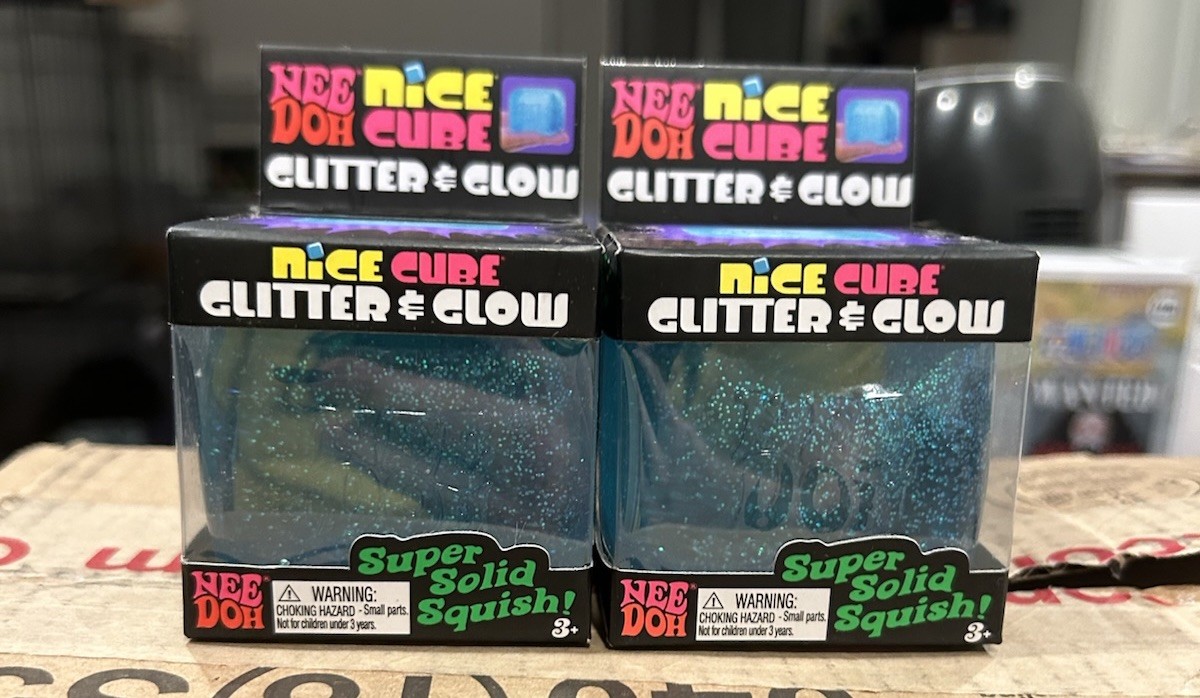 NEE DOH
NICE CUBE
GLITTER & GLOW
NEE DOH
NICE CUBE
GLITTER & GLOW
NICE CUBE
GLITTER & GLOW
NICE CUBE
GLITTER & GLOW
Super
Solid
Squish!
NEE
DOH
WARNING:
CHOKING HAZARD - Small parts.
Not for children under 3 years.
3+
DOH
Super
Solid
Squish!
NEE
DOH
WARNING:
CHOKING HAZARD - Small parts.
Not for children under 3 years.
3+
WANTED